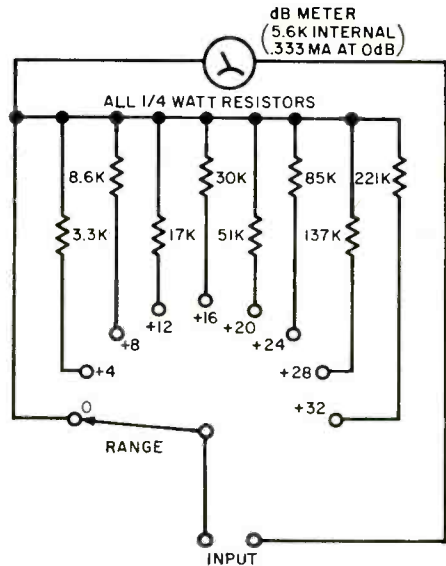 dB METER
(5.6K INTERNAL)
(.333 MA AT 0dB)
ALL 1/4 WATT RESISTORS
8.6K
30K
85K
221K
3.3K
17K
51K
137K
+12
+16
+20
+8
+24
+4
+28
0
+32
RANGE
INPUT